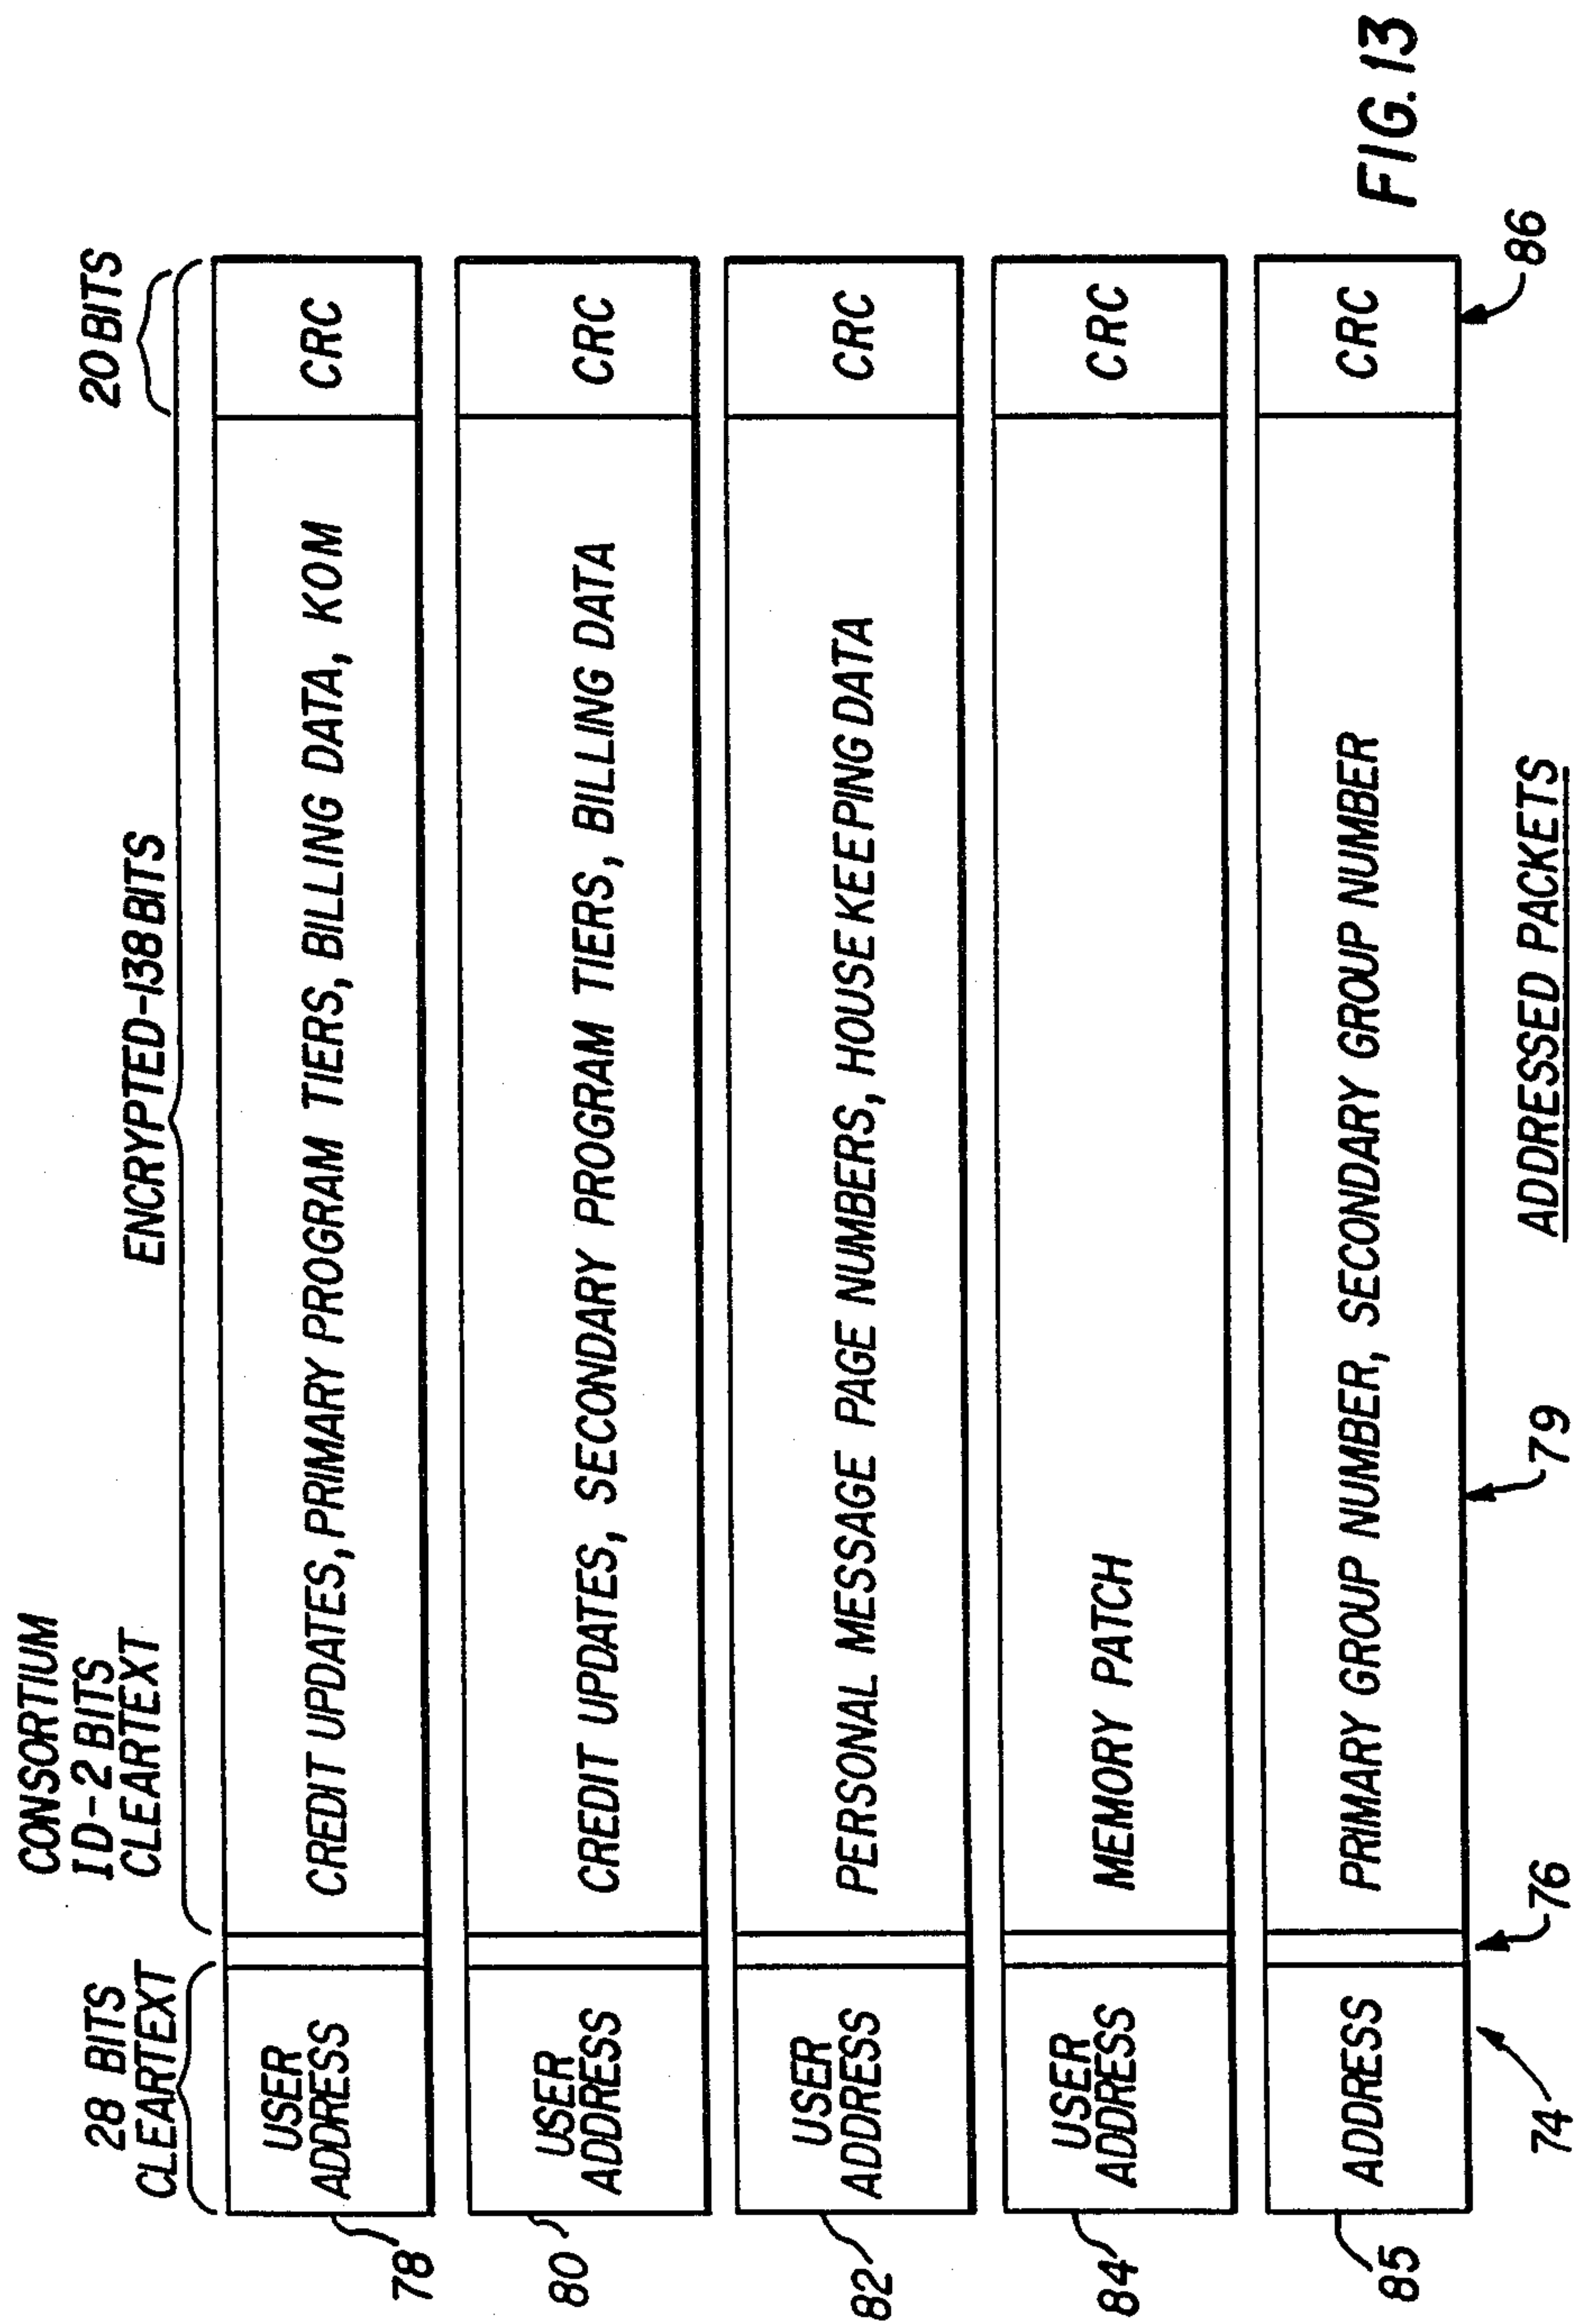 CONSORTIUM
ID-2 BITS
CLEARTEXT
28 BITS
CLEARTEXT
ENCRYPTED-138 BITS
20 BITS
78
USER
ADDRESS
CREDIT UPDATES, PRIMARY PROGRAM TIERS, BILLING DATA, KOM
CRC
80
USER
ADDRESS
CREDIT UPDATES, SECONDARY PROGRAM TIERS, BILLING DATA
CRC
82
USER
ADDRESS
PERSONAL MESSAGE PAGE NUMBERS, HOUSEKEEPING DATA
CRC
84
USER
ADDRESS
MEMORY PATCH
CRC
85
ADDRESS
PRIMARY GROUP NUMBER, SECONDARY GROUP NUMBER
CRC
74
76
79
86
ADDRESSED PACKETS
FIG. 13